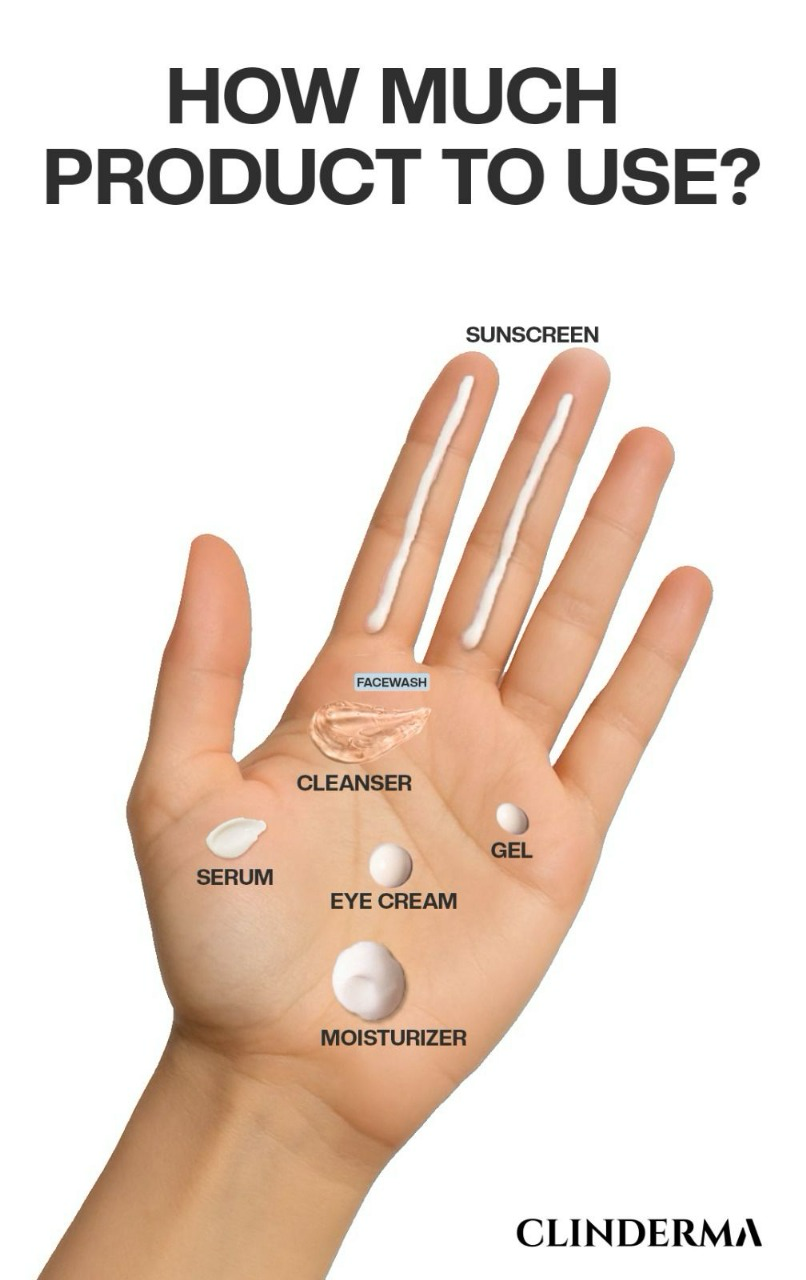 HOW MUCH
PRODUCT TO USE?
SUNSCREEN
FACEWASH
CLEANSER
GEL
SERUM
EYE CREAM
MOISTURIZER
CLINDERMA